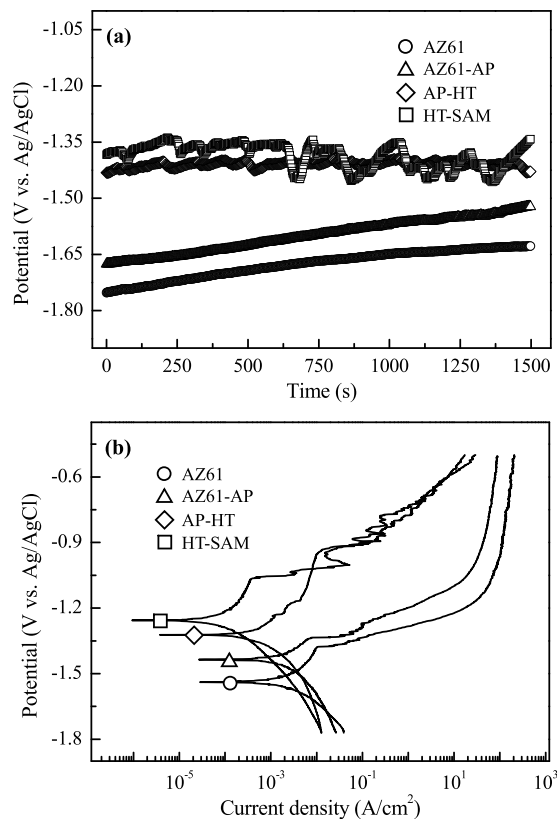 (a)
AZ61
AZ61-AP
AP-HT
HT-SAM
-1.05
-1.20
-1.35
-1.50
-1.65
-1.80
Potential (V vs. Ag/AgCl)
0 250 500 750 1000 1250 1500
Time (s)
(b)
AZ61
AZ61-AP
AP-HT
HT-SAM
-0.6
-0.9
-1.2
-1.5
-1.8
Potential (V vs. Ag/AgCl)
10⁻⁵ 10⁻³ 10⁻¹ 10¹ 10³
Current density (A/cm²)